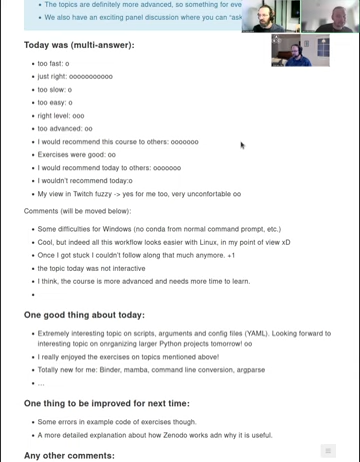 The topics are definitely more advanced, so something for eve
We also have an exciting panel discussion where you can "ask
Today was (multi-answer):
too fast: o
just right: ooooooooooo
too slow: o
too easy: o
right level: ooo
too advanced: oo
I would recommend this course to others: ooooooo
Exercises were good: oo
I would recommend today to others: ooooooo
I wouldn't recommend today:o
My view in Twitch fuzzy -> yes for me too, very unconfortable oo
Comments (will be moved below):
Some difficulties for Windows (no conda from normal command prompt, etc.)
Cool, but indeed all this workflow looks easier with Linux, in my point of view xD
Once I got stuck I couldn't follow along that much anymore. +1
the topic today was not interactive
I think, the course is more advanced and needs more time to learn.
One good thing about today:
Extremely interesting topic on scripts, arguments and config files (YAML). Looking forward to
interesting topic on onrganizing larger Python projects tomorrow! oo
I really enjoyed the exercises on topics mentioned above!
Totally new for me: Binder, mamba, command line conversion, argparse
...
One thing to be improved for next time:
Some errors in example code of exercises though.
A more detailed explanation about how Zenodo works adn why it is useful.
Any other comments: